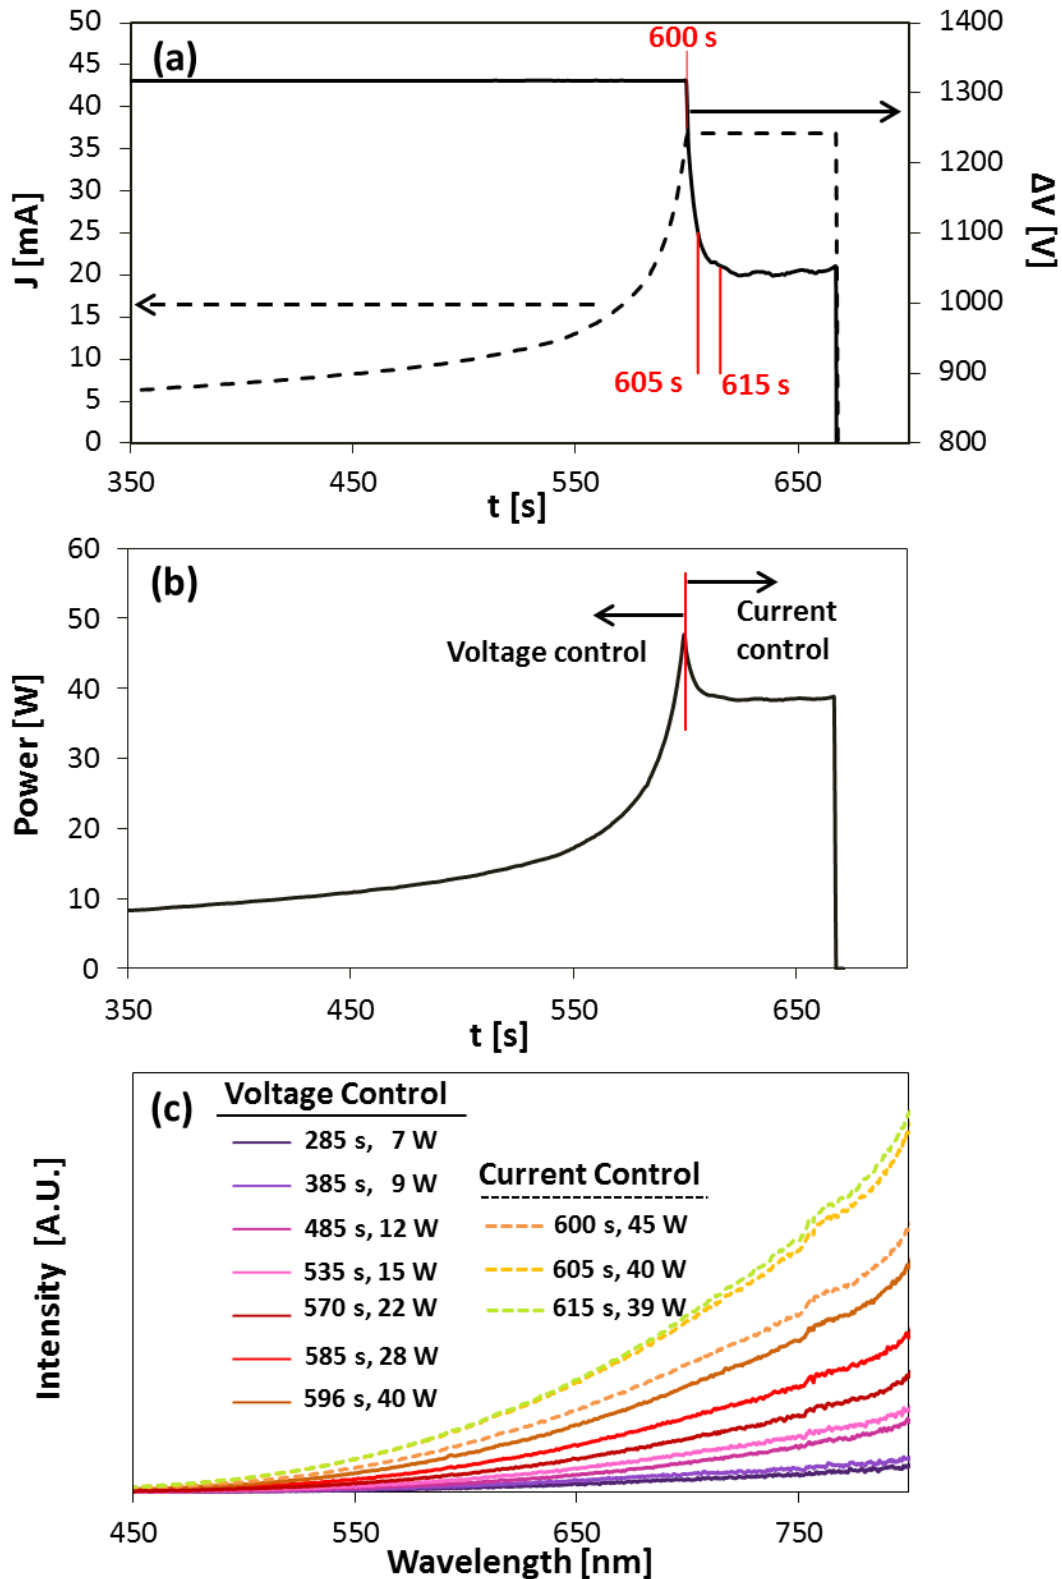 (a)
600 s
605 s
615 s
50
45
40
35
30
25
20
15
10
5
0
J [mA]
1400
1300
1200
1100
1000
900
800
ΔV [V]
350 450 550 650
t [s]
(b)
Voltage control
Current
control
60
50
40
30
20
10
0
Power [W]
350 450 550 650
t [s]
(c)
Voltage Control
285 s, 7 W
385 s, 9 W
485 s, 12 W
535 s, 15 W
570 s, 22 W
585 s, 28 W
596 s, 40 W
Current Control
600 s, 45 W
605 s, 40 W
615 s, 39 W
Intensity [A.U.]
450 550 650 750
Wavelength [nm]